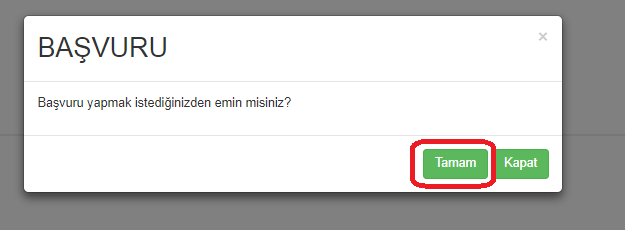 BAŞVURU
×
Başvuru yapmak istediğinizden emin misiniz?
Tamam Kapat